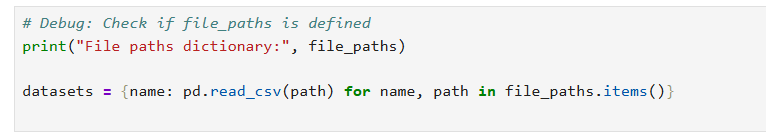 # Debug: Check if file_paths is defined
print("File paths dictionary:", file_paths)
datasets = {name: pd.read_csv(path) for name, path in file_paths.items()}